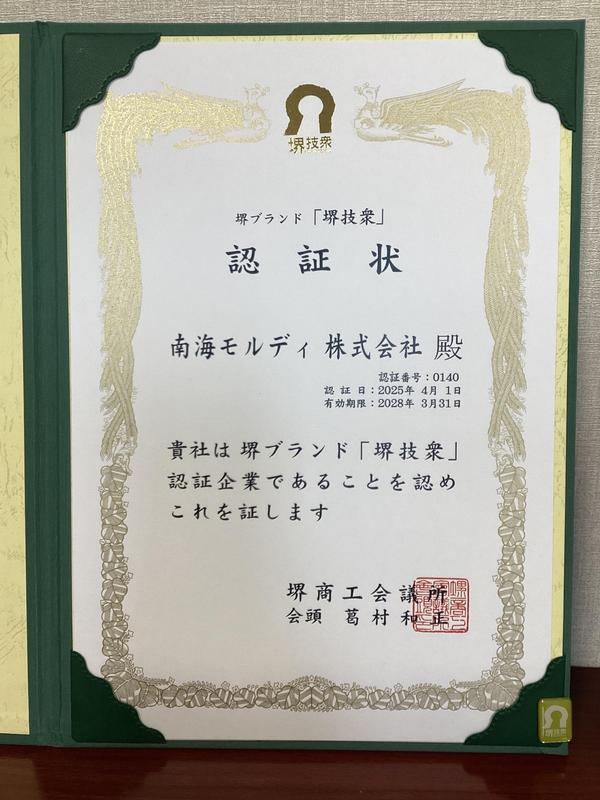 堺技衆
堺ブランド「堺技衆」
認証状
南海モルディ 株式会社 殿
認証番号：0140
認証日：2025年 4月 1日
有効期限：2028年 3月31日
貴社は 堺ブランド「堺技衆」
認証企業であることを認め
これを証します
堺商工会議所
会頭 葛村和正
堺技衆